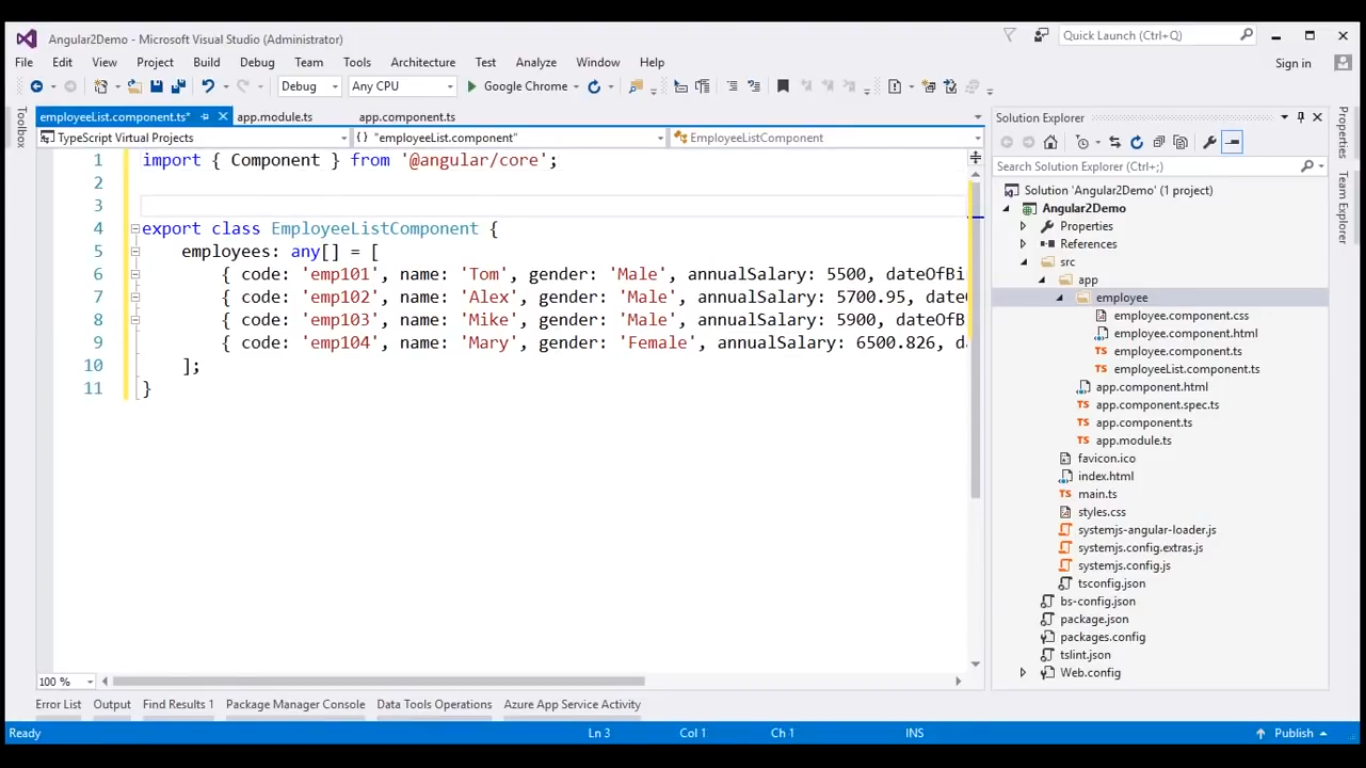 Angular2Demo - Microsoft Visual Studio (Administrator)
Quick Launch (Ctrl+Q)
File Edit View Project Build Debug Team Tools Architecture Test Analyze Window Help
Sign in
Debug Any CPU Google Chrome
Toolbox
employeeList.component.ts* app.module.ts app.component.ts
TypeScript Virtual Projects {} "employeeList.component" EmployeeListComponent
1 import { Component } from '@angular/core';
2
3
4 export class EmployeeListComponent {
5 employees: any[] = [
6 { code: 'emp101', name: 'Tom', gender: 'Male', annualSalary: 5500, dateOfBi
7 { code: 'emp102', name: 'Alex', gender: 'Male', annualSalary: 5700.95, date
8 { code: 'emp103', name: 'Mike', gender: 'Male', annualSalary: 5900, dateOfB
9 { code: 'emp104', name: 'Mary', gender: 'Female', annualSalary: 6500.826, d
10 ];
11 }
100 %
Solution Explorer
Search Solution Explorer (Ctrl+;)
Solution 'Angular2Demo' (1 project)
Angular2Demo
Properties
References
src
app
employee
employee.component.css
employee.component.html
TS employee.component.ts
TS employeeList.component.ts
app.component.html
TS app.component.spec.ts
TS app.component.ts
TS app.module.ts
favicon.ico
index.html
TS main.ts
styles.css
systemjs-angular-loader.js
systemjs.config.extras.js
systemjs.config.js
tsconfig.json
bs-config.json
package.json
packages.config
tslint.json
Web.config
Properties
Team Explorer
Error List Output Find Results 1 Package Manager Console Data Tools Operations Azure App Service Activity
Ready Ln 3 Col 1 Ch 1 INS Publish